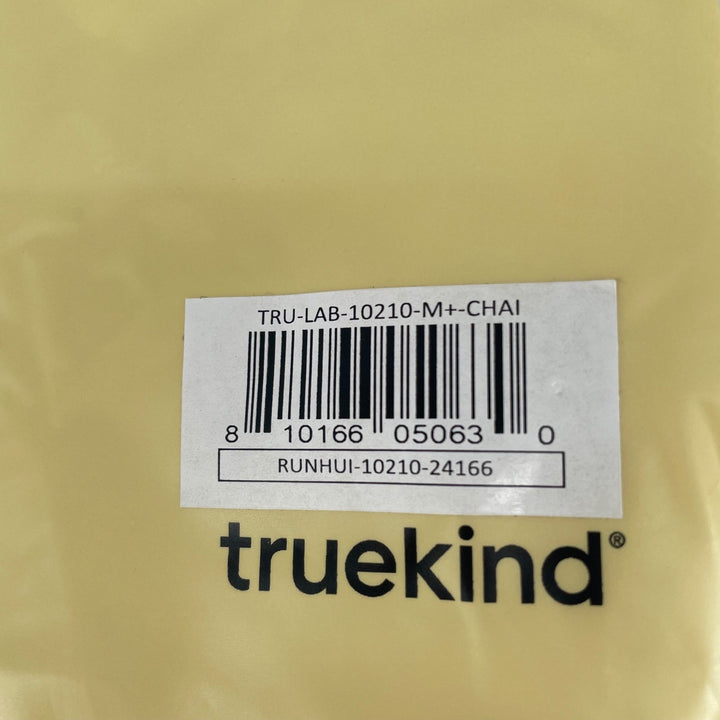 TRU-LAB-10210-M+-CHAI
8 10166 05063 0
RUNHUI-10210-24166
truekind®